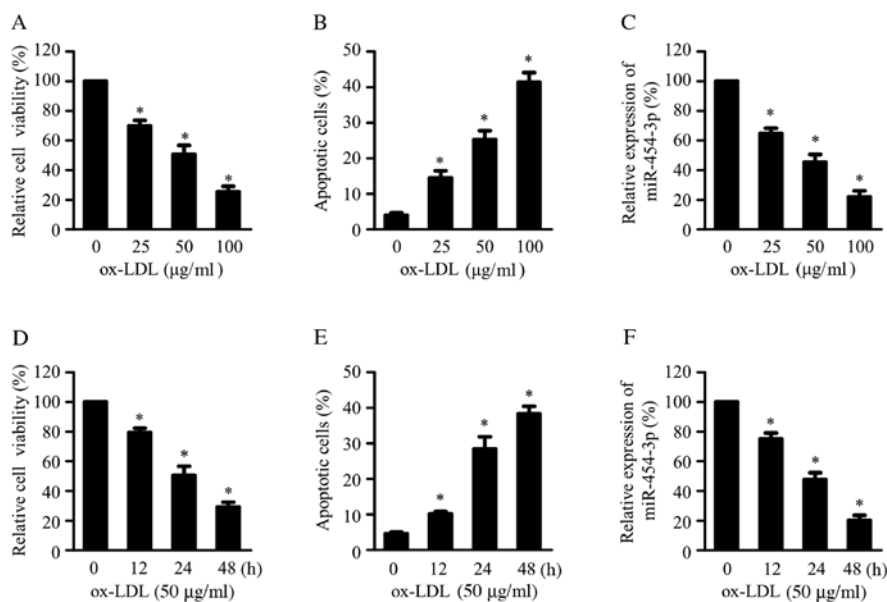 A
Relative cell viability (%)
120
100
80
60
40
20
0
*
*
*
0 25 50 100
ox-LDL (μg/ml)
B
Apoptotic cells (%)
50
40
30
20
10
0
*
*
*
0 25 50 100
ox-LDL (μg/ml)
C
Relative expression of
miR-454-3p (%)
120
100
80
60
40
20
0
*
*
*
0 25 50 100
ox-LDL (μg/ml)
D
Relative cell viability (%)
120
100
80
60
40
20
0
*
*
*
0 12 24 48 (h)
ox-LDL (50 μg/ml)
E
Apoptotic cells (%)
50
40
30
20
10
0
*
*
*
0 12 24 48 (h)
ox-LDL (50 μg/ml)
F
Relative expression of
miR-454-3p (%)
120
100
80
60
40
20
0
*
*
*
0 12 24 48 (h)
ox-LDL (50 μg/ml)